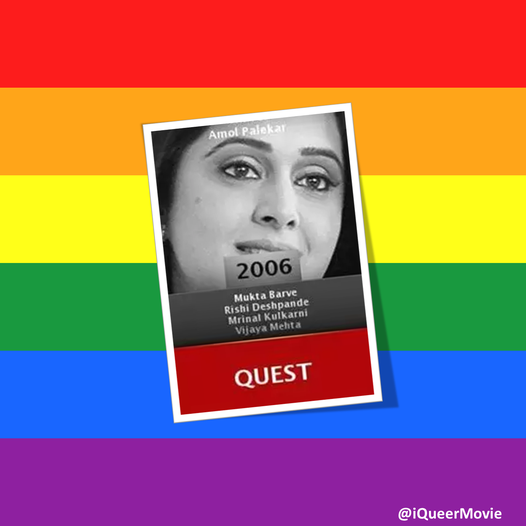 Amol Palekar
2006
Mukta Barve
Rishi Deshpande
Mrinal Kulkarni
Vijaya Mehta
QUEST
@iQueerMovie